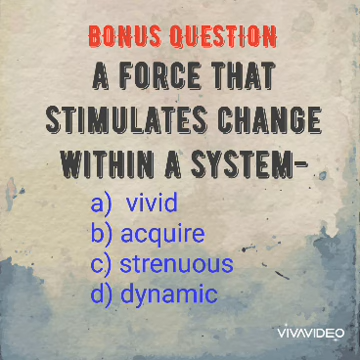 BONUS QUESTION
A FORCE THAT
STIMULATES CHANGE
WITHIN A SYSTEM-
a) vivid
b) acquire
c) strenuous
d) dynamic
VIVAVIDEO